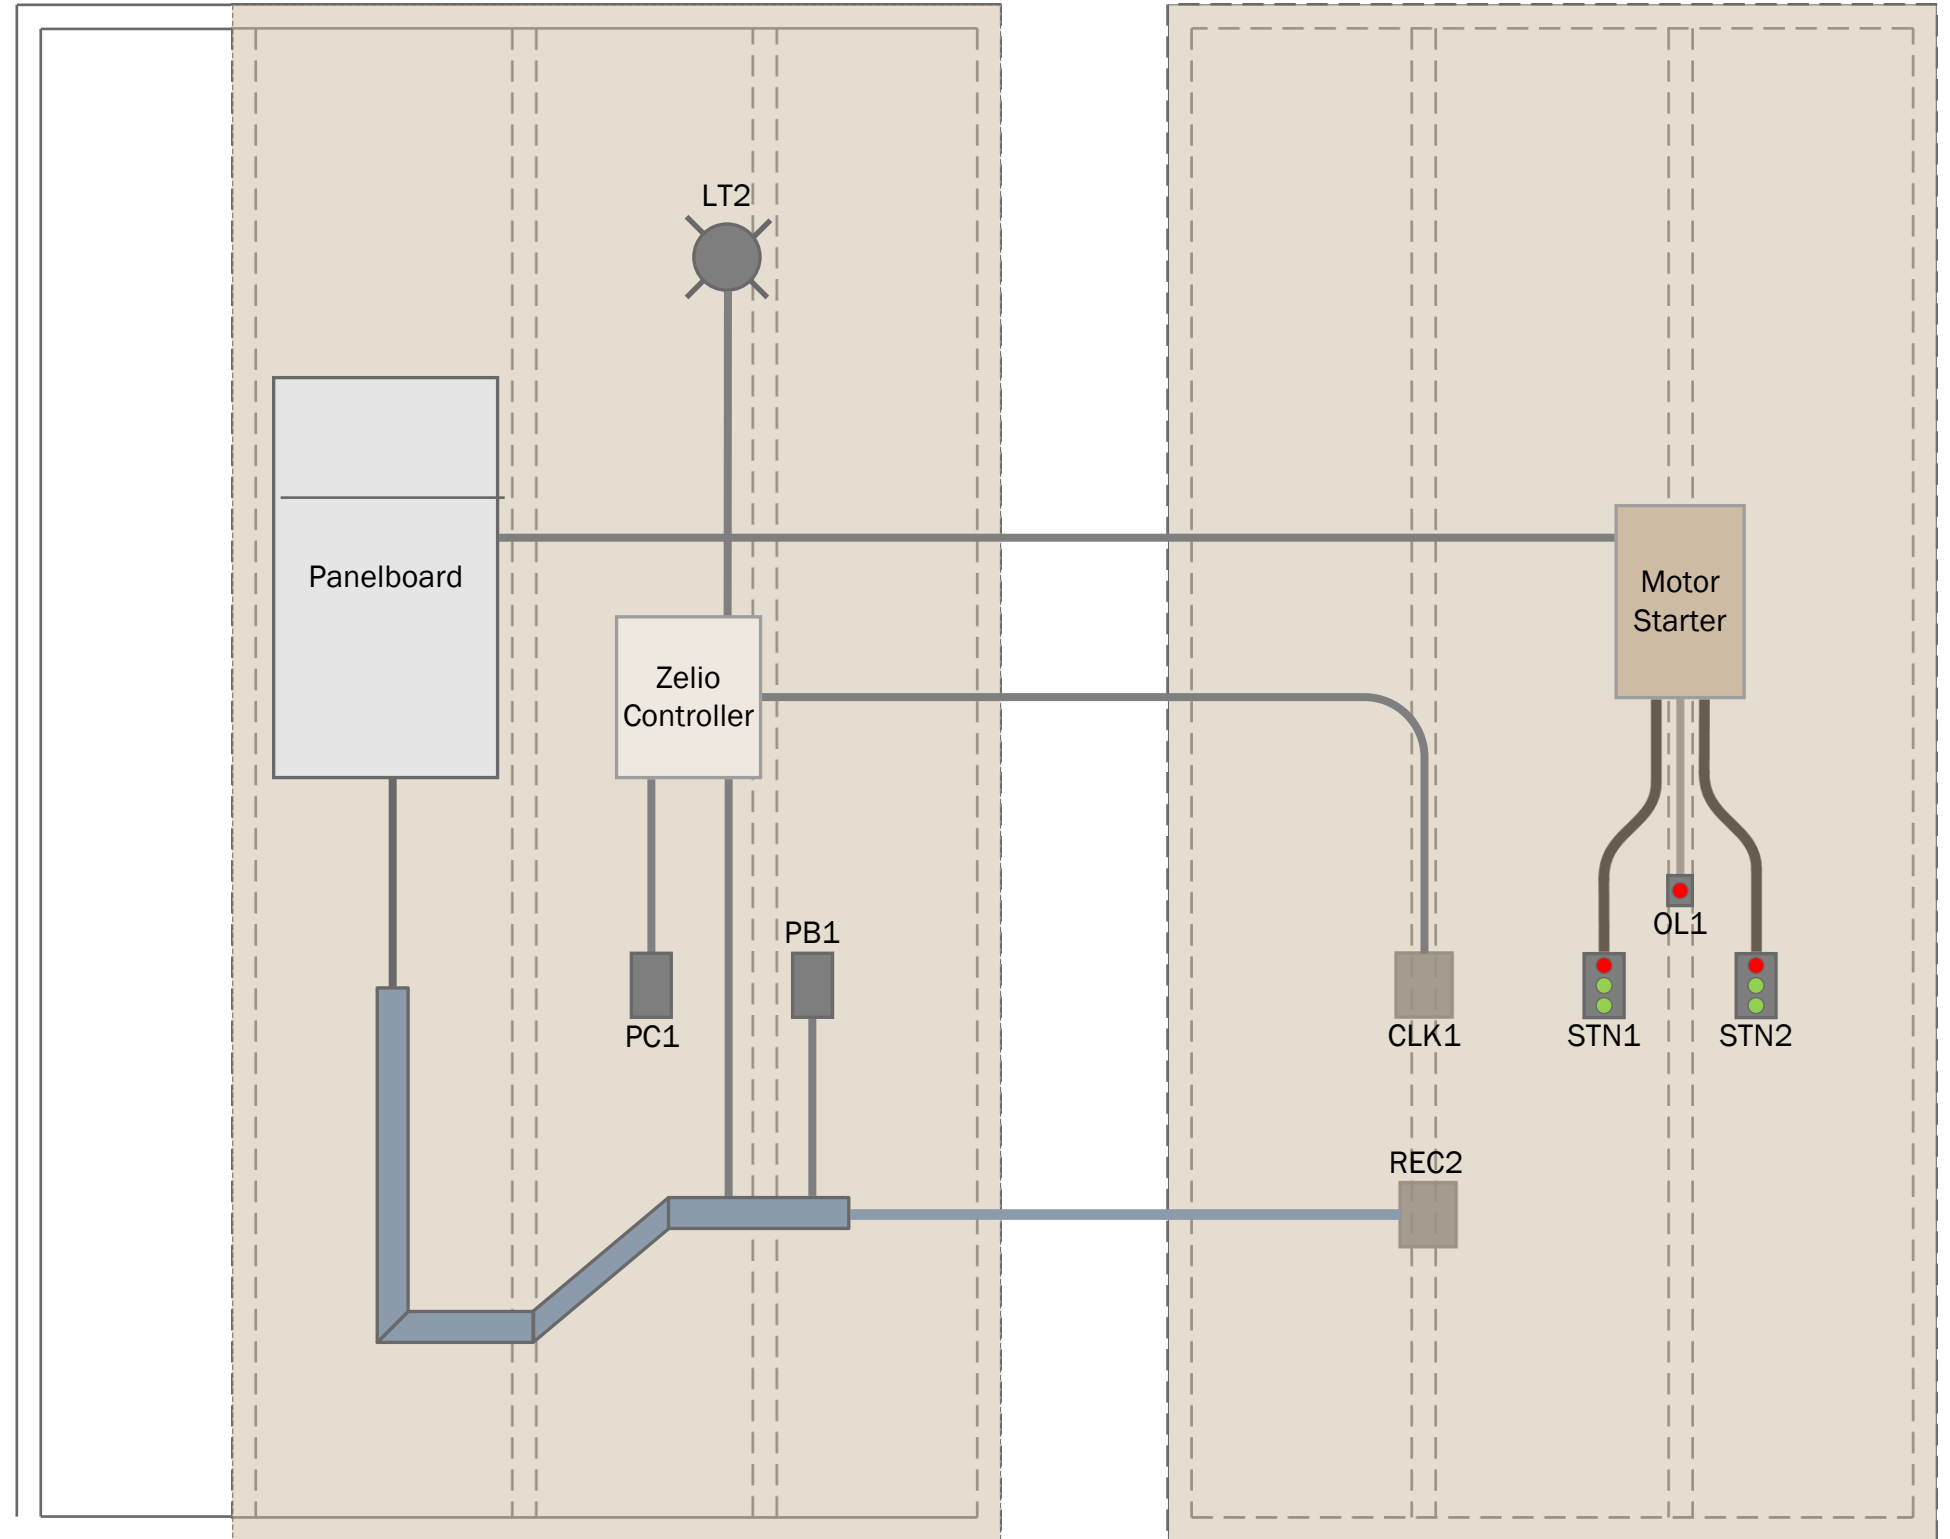 LT2
Panelboard
Motor
Starter
Zelio
Controller
PB1
OL1
PC1
CLK1
STN1
STN2
REC2